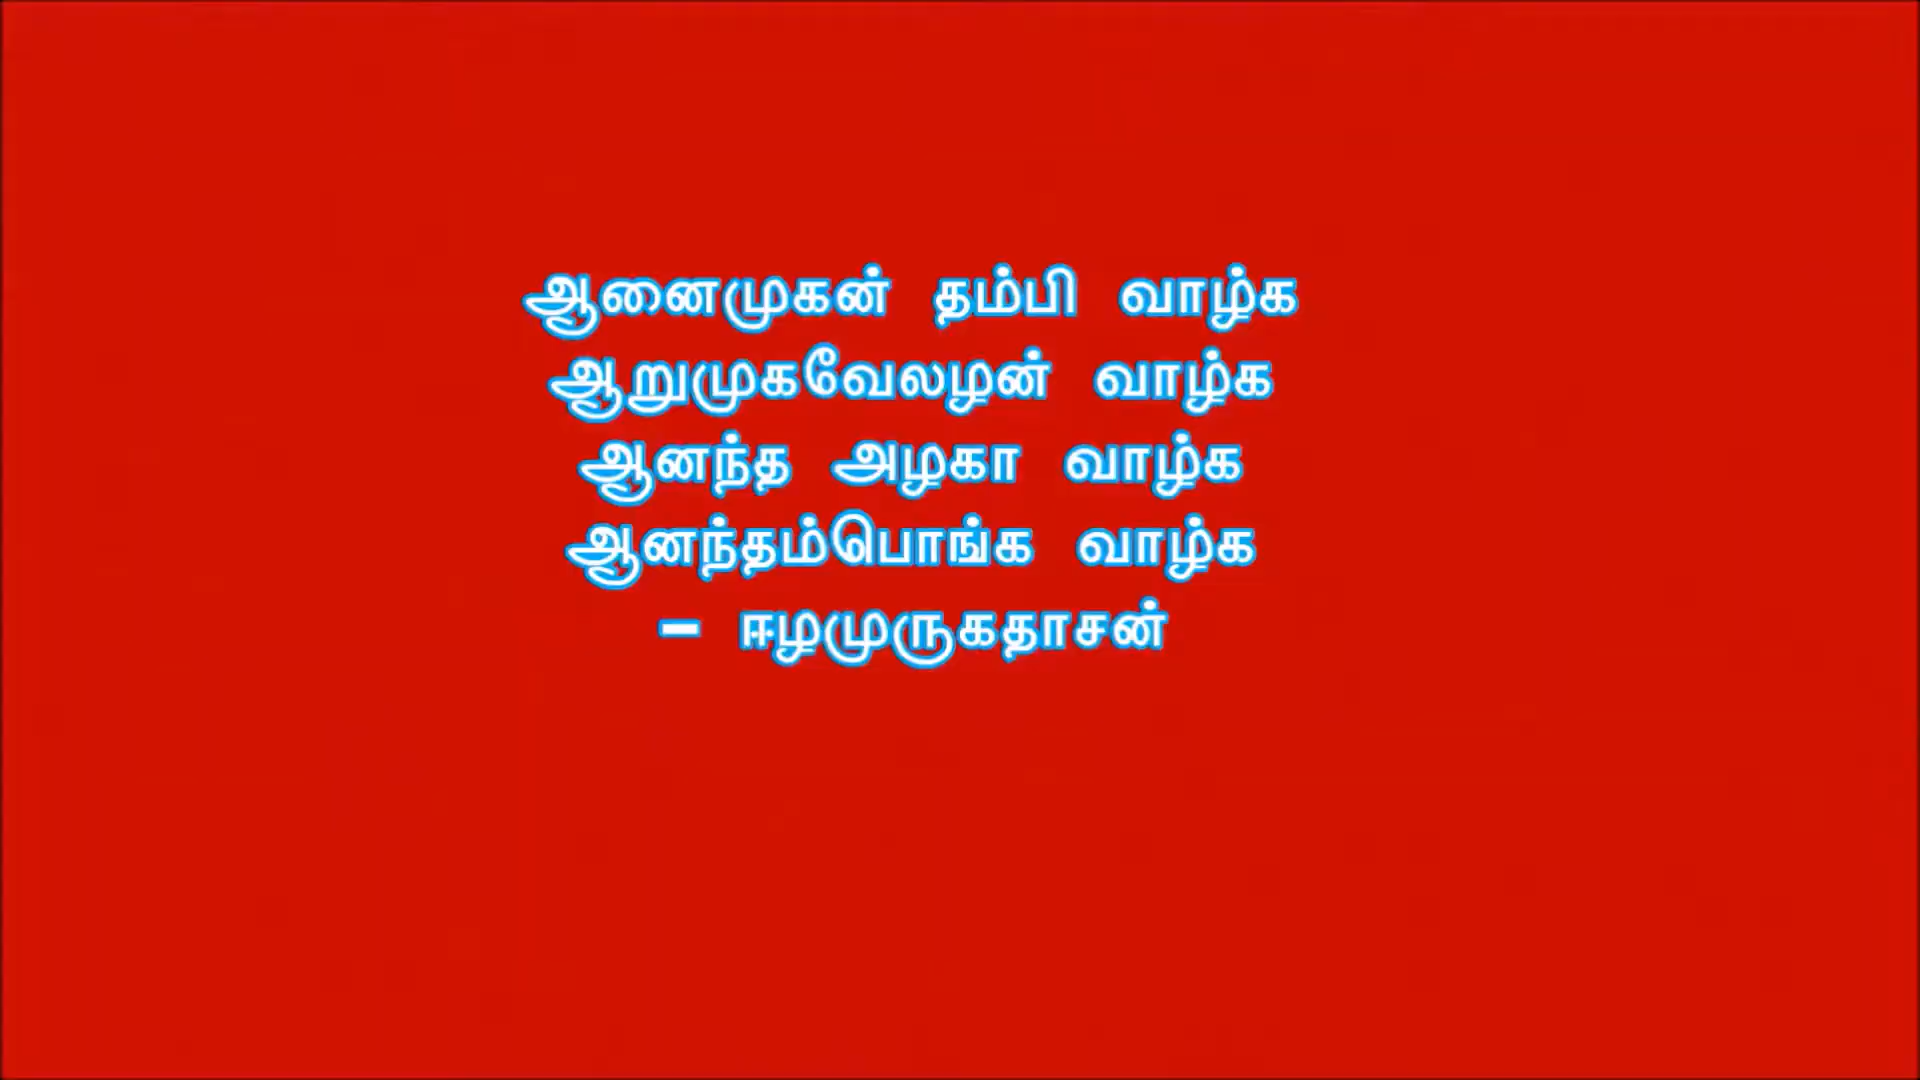 ஆனைமுகன் தம்பி வாழ்க
ஆறுமுகவேலழன் வாழ்க
ஆனந்த அழகா வாழ்க
ஆனந்தம்பொங்க வாழ்க
- ஈழமுருகதாசன்